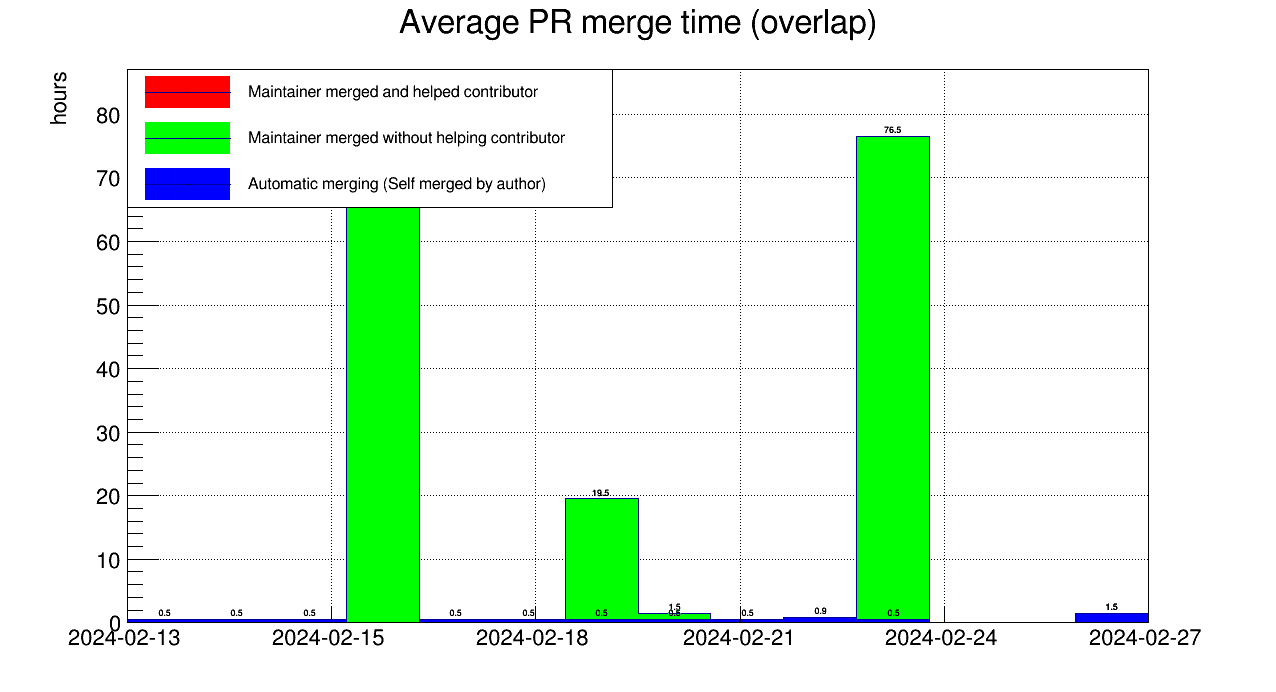 Average PR merge time (overlap)
hours
Maintainer merged and helped contributor
Maintainer merged without helping contributor
Automatic merging (Self merged by author)
80
70
60
50
40
30
20
10
0
76.5
19.5
1.5
0.5 0.5 0.5 0.5 0.5 0.5 0.5 0.5 0.9 0.5 1.5
2024-02-13 2024-02-15 2024-02-18 2024-02-21 2024-02-24 2024-02-27